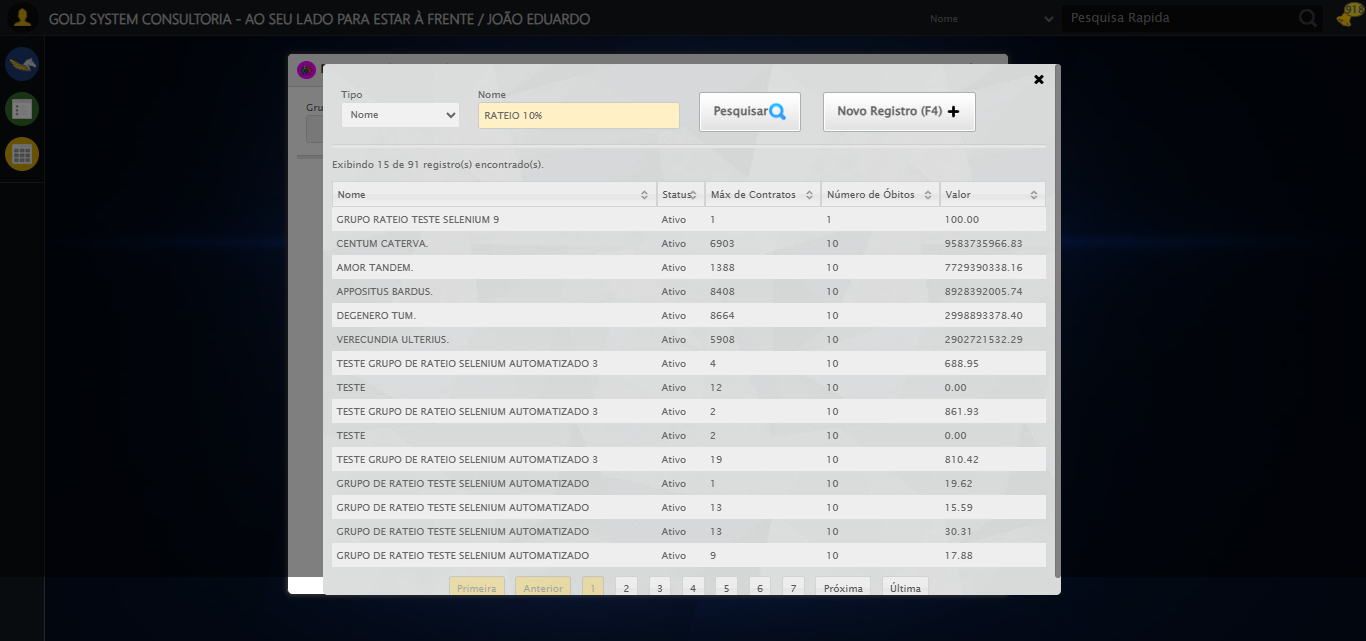 GOLD SYSTEM CONSULTORIA - AO SEU LADO PARA ESTAR À FRENTE / JOÃO EDUARDO
Nome
Pesquisa Rapida
918
Gru
Tipo
Nome
Nome
RATEIO 10%
Pesquisar
Novo Registro (F4)
Exibindo 15 de 91 registro(s) encontrado(s).
Nome Status Máx de Contratos Número de Óbitos Valor
GRUPO RATEIO TESTE SELENIUM 9 Ativo 1 1 100.00
CENTUM CATERVA. Ativo 6903 10 9583735966.83
AMOR TANDEM. Ativo 1388 10 7729390338.16
APPOSITUS BARDUS. Ativo 8408 10 8928392005.74
DEGENERO TUM. Ativo 8664 10 2998893378.40
VERECUNDIA ULTERIUS. Ativo 5908 10 2902721532.29
TESTE GRUPO DE RATEIO SELENIUM AUTOMATIZADO 3 Ativo 4 10 688.95
TESTE Ativo 12 10 0.00
TESTE GRUPO DE RATEIO SELENIUM AUTOMATIZADO 3 Ativo 2 10 861.93
TESTE Ativo 2 10 0.00
TESTE GRUPO DE RATEIO SELENIUM AUTOMATIZADO 3 Ativo 19 10 810.42
GRUPO DE RATEIO TESTE SELENIUM AUTOMATIZADO Ativo 1 10 19.62
GRUPO DE RATEIO TESTE SELENIUM AUTOMATIZADO Ativo 13 10 15.59
GRUPO DE RATEIO TESTE SELENIUM AUTOMATIZADO Ativo 13 10 30.31
GRUPO DE RATEIO TESTE SELENIUM AUTOMATIZADO Ativo 9 10 17.88
Primeira Anterior 1 2 3 4 5 6 7 Próxima Última